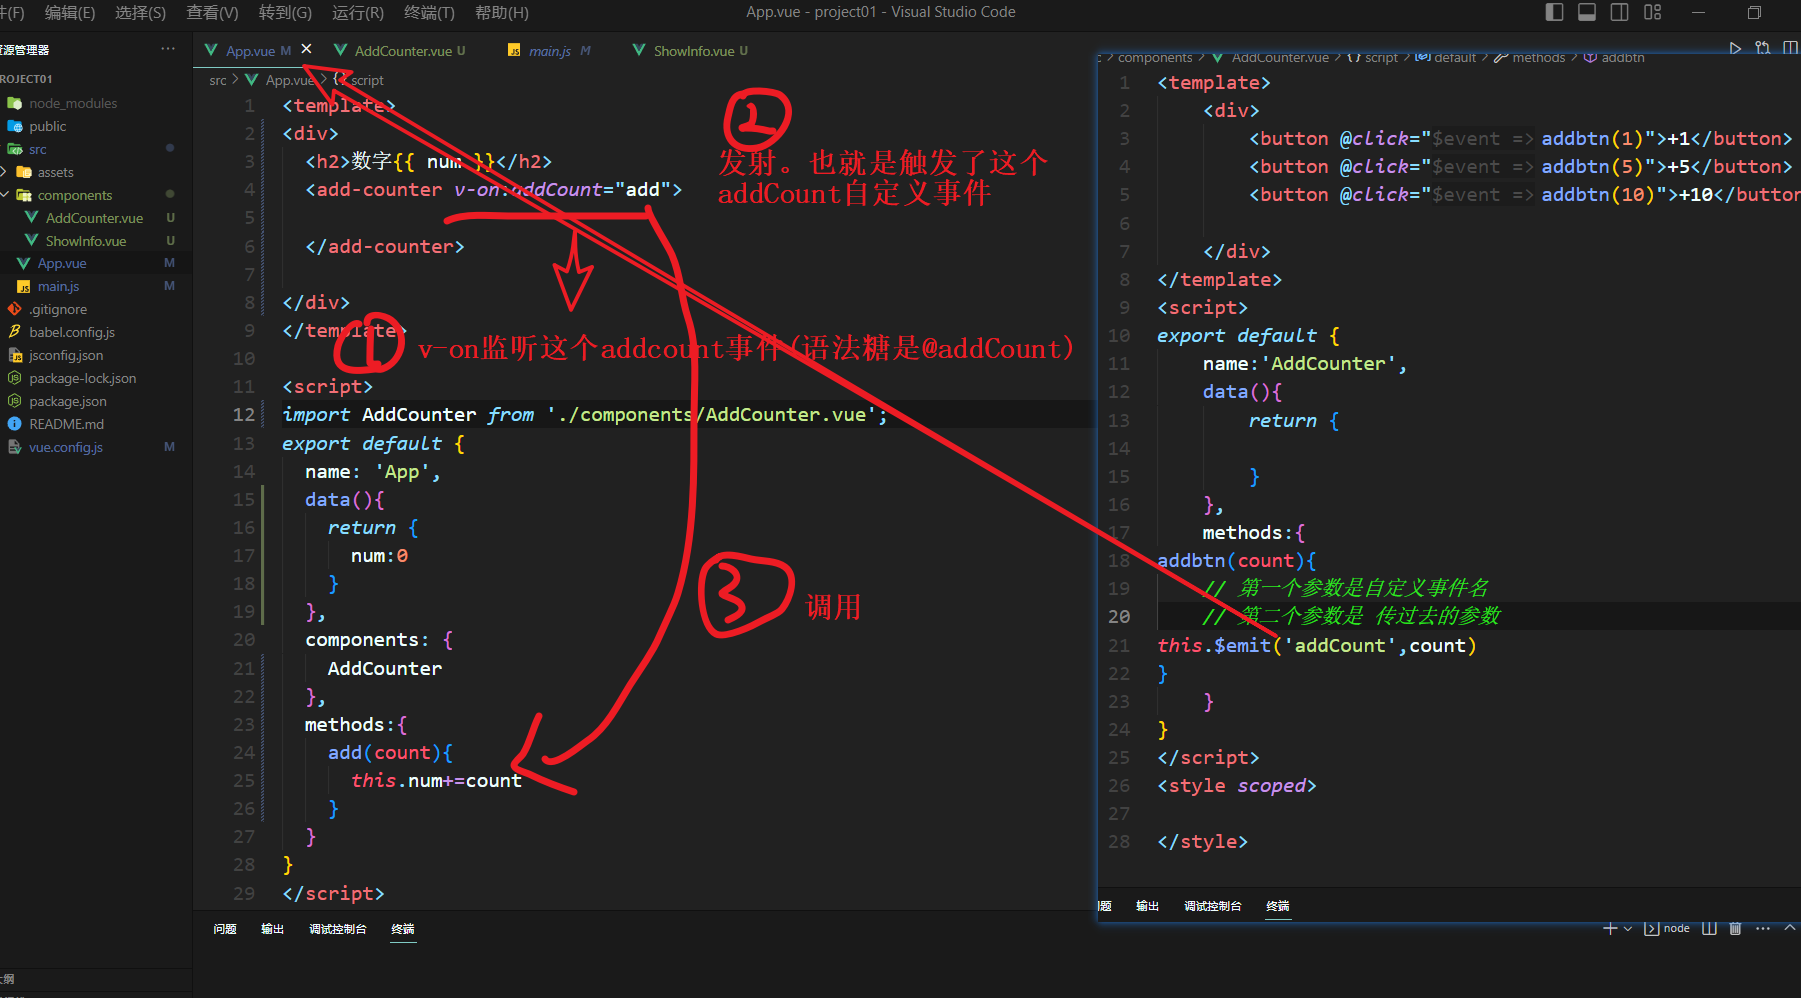 件(F) 编辑(E) 选择(S) 查看(V) 转到(G) 运行(R) 终端(T) 帮助(H) App.vue - project01 - Visual Studio Code
资源管理器 ···
ROJECT01
node_modules
public
src
assets
components
AddCounter.vue U
ShowInfo.vue U
App.vue M
main.js M
.gitignore
babel.config.js
jsconfig.json
package-lock.json
package.json
README.md
vue.config.js M
大纲
App.vue M AddCounter.vue U main.js M ShowInfo.vue U
src > App.vue > {} script
1 <template>
2 <div>
3 <h2>数字{{ num }}</h2>
4 <add-counter v-on:addCount="add">
5
6 </add-counter>
7
8 </div>
9 </template>
10
11 <script>
12 import AddCounter from './components/AddCounter.vue';
13 export default {
14 name: 'App',
15 data(){
16 return {
17 num:0
18 }
19 },
20 components: {
21 AddCounter
22 },
23 methods:{
24 add(count){
25 this.num+=count
26 }
27 }
28 }
29 </script>
2
发射。也就是触发了这个
addCount自定义事件
1
v-on监听这个addcount事件(语法糖是@addCount)
3
调用
components > AddCounter.vue > {} script > default > methods > addbtn
1 <template>
2 <div>
3 <button @click="$event => addbtn(1)">+1</button>
4 <button @click="$event => addbtn(5)">+5</button>
5 <button @click="$event => addbtn(10)">+10</button
6
7 </div>
8 </template>
9 <script>
10 export default {
11 name:'AddCounter',
12 data(){
13 return {
14
15 }
16 },
17 methods:{
18 addbtn(count){
19 // 第一个参数是自定义事件名
20 // 第二个参数是 传过去的参数
21 this.$emit('addCount',count)
22 }
23 }
24 }
25 </script>
26 <style scoped>
27
28 </style>
题 输出 调试控制台 终端
问题 输出 调试控制台 终端
node